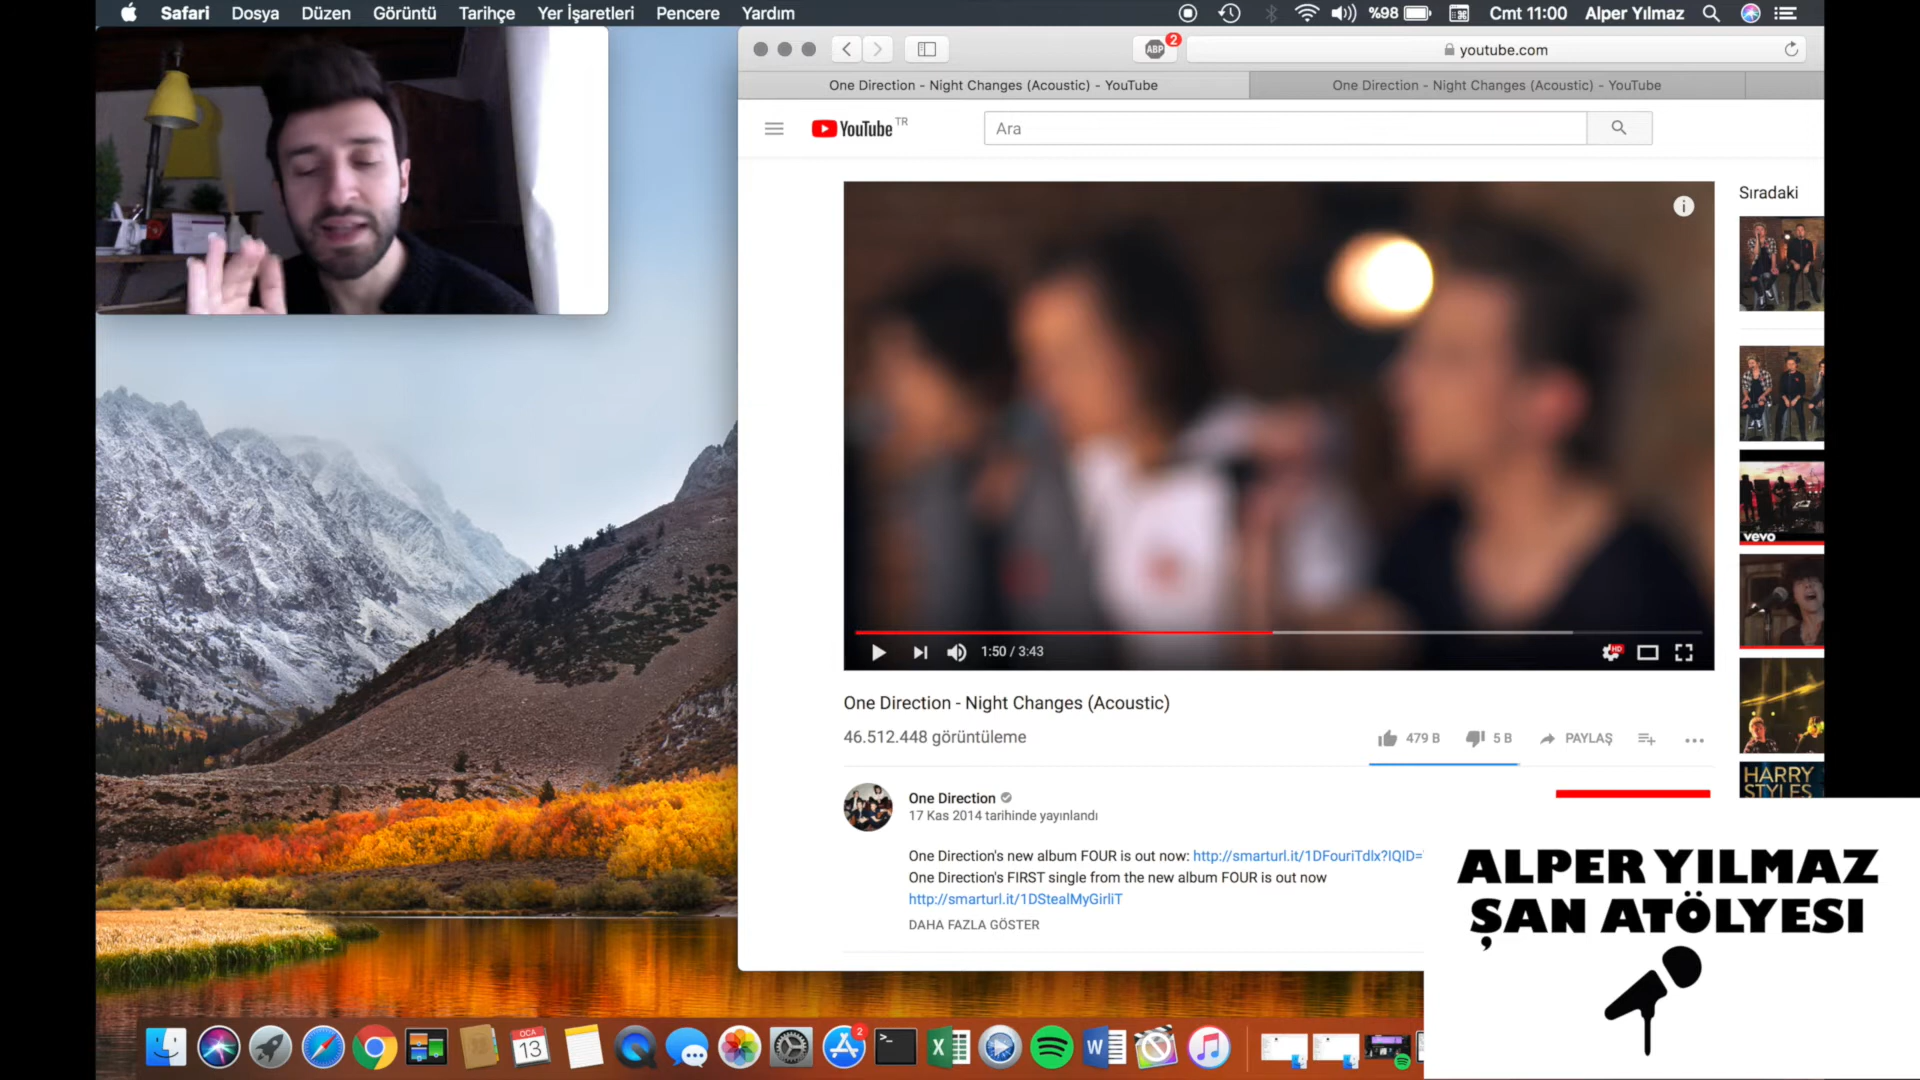 Safari Dosya Düzen Görüntü Tarihçe Yer İşaretleri Pencere Yardım %98 Cmt 11:00 Alper Yılmaz
ABP 2 youtube.com
One Direction - Night Changes (Acoustic) - YouTube One Direction - Night Changes (Acoustic) - YouTube
YouTube TR Ara
Sıradaki
vevo
1:50 / 3:43 HD
One Direction - Night Changes (Acoustic)
46.512.448 görüntüleme 479 B 5 B PAYLAŞ
HARRY
STYLES
One Direction
17 Kas 2014 tarihinde yayınlandı
One Direction's new album FOUR is out now: http://smarturl.it/1DFouriTdlx?IQID=
One Direction's FIRST single from the new album FOUR is out now
http://smarturl.it/1DStealMyGirliT
DAHA FAZLA GÖSTER
ALPER YILMAZ
ŞAN ATÖLYESI
OCA
13
2
W